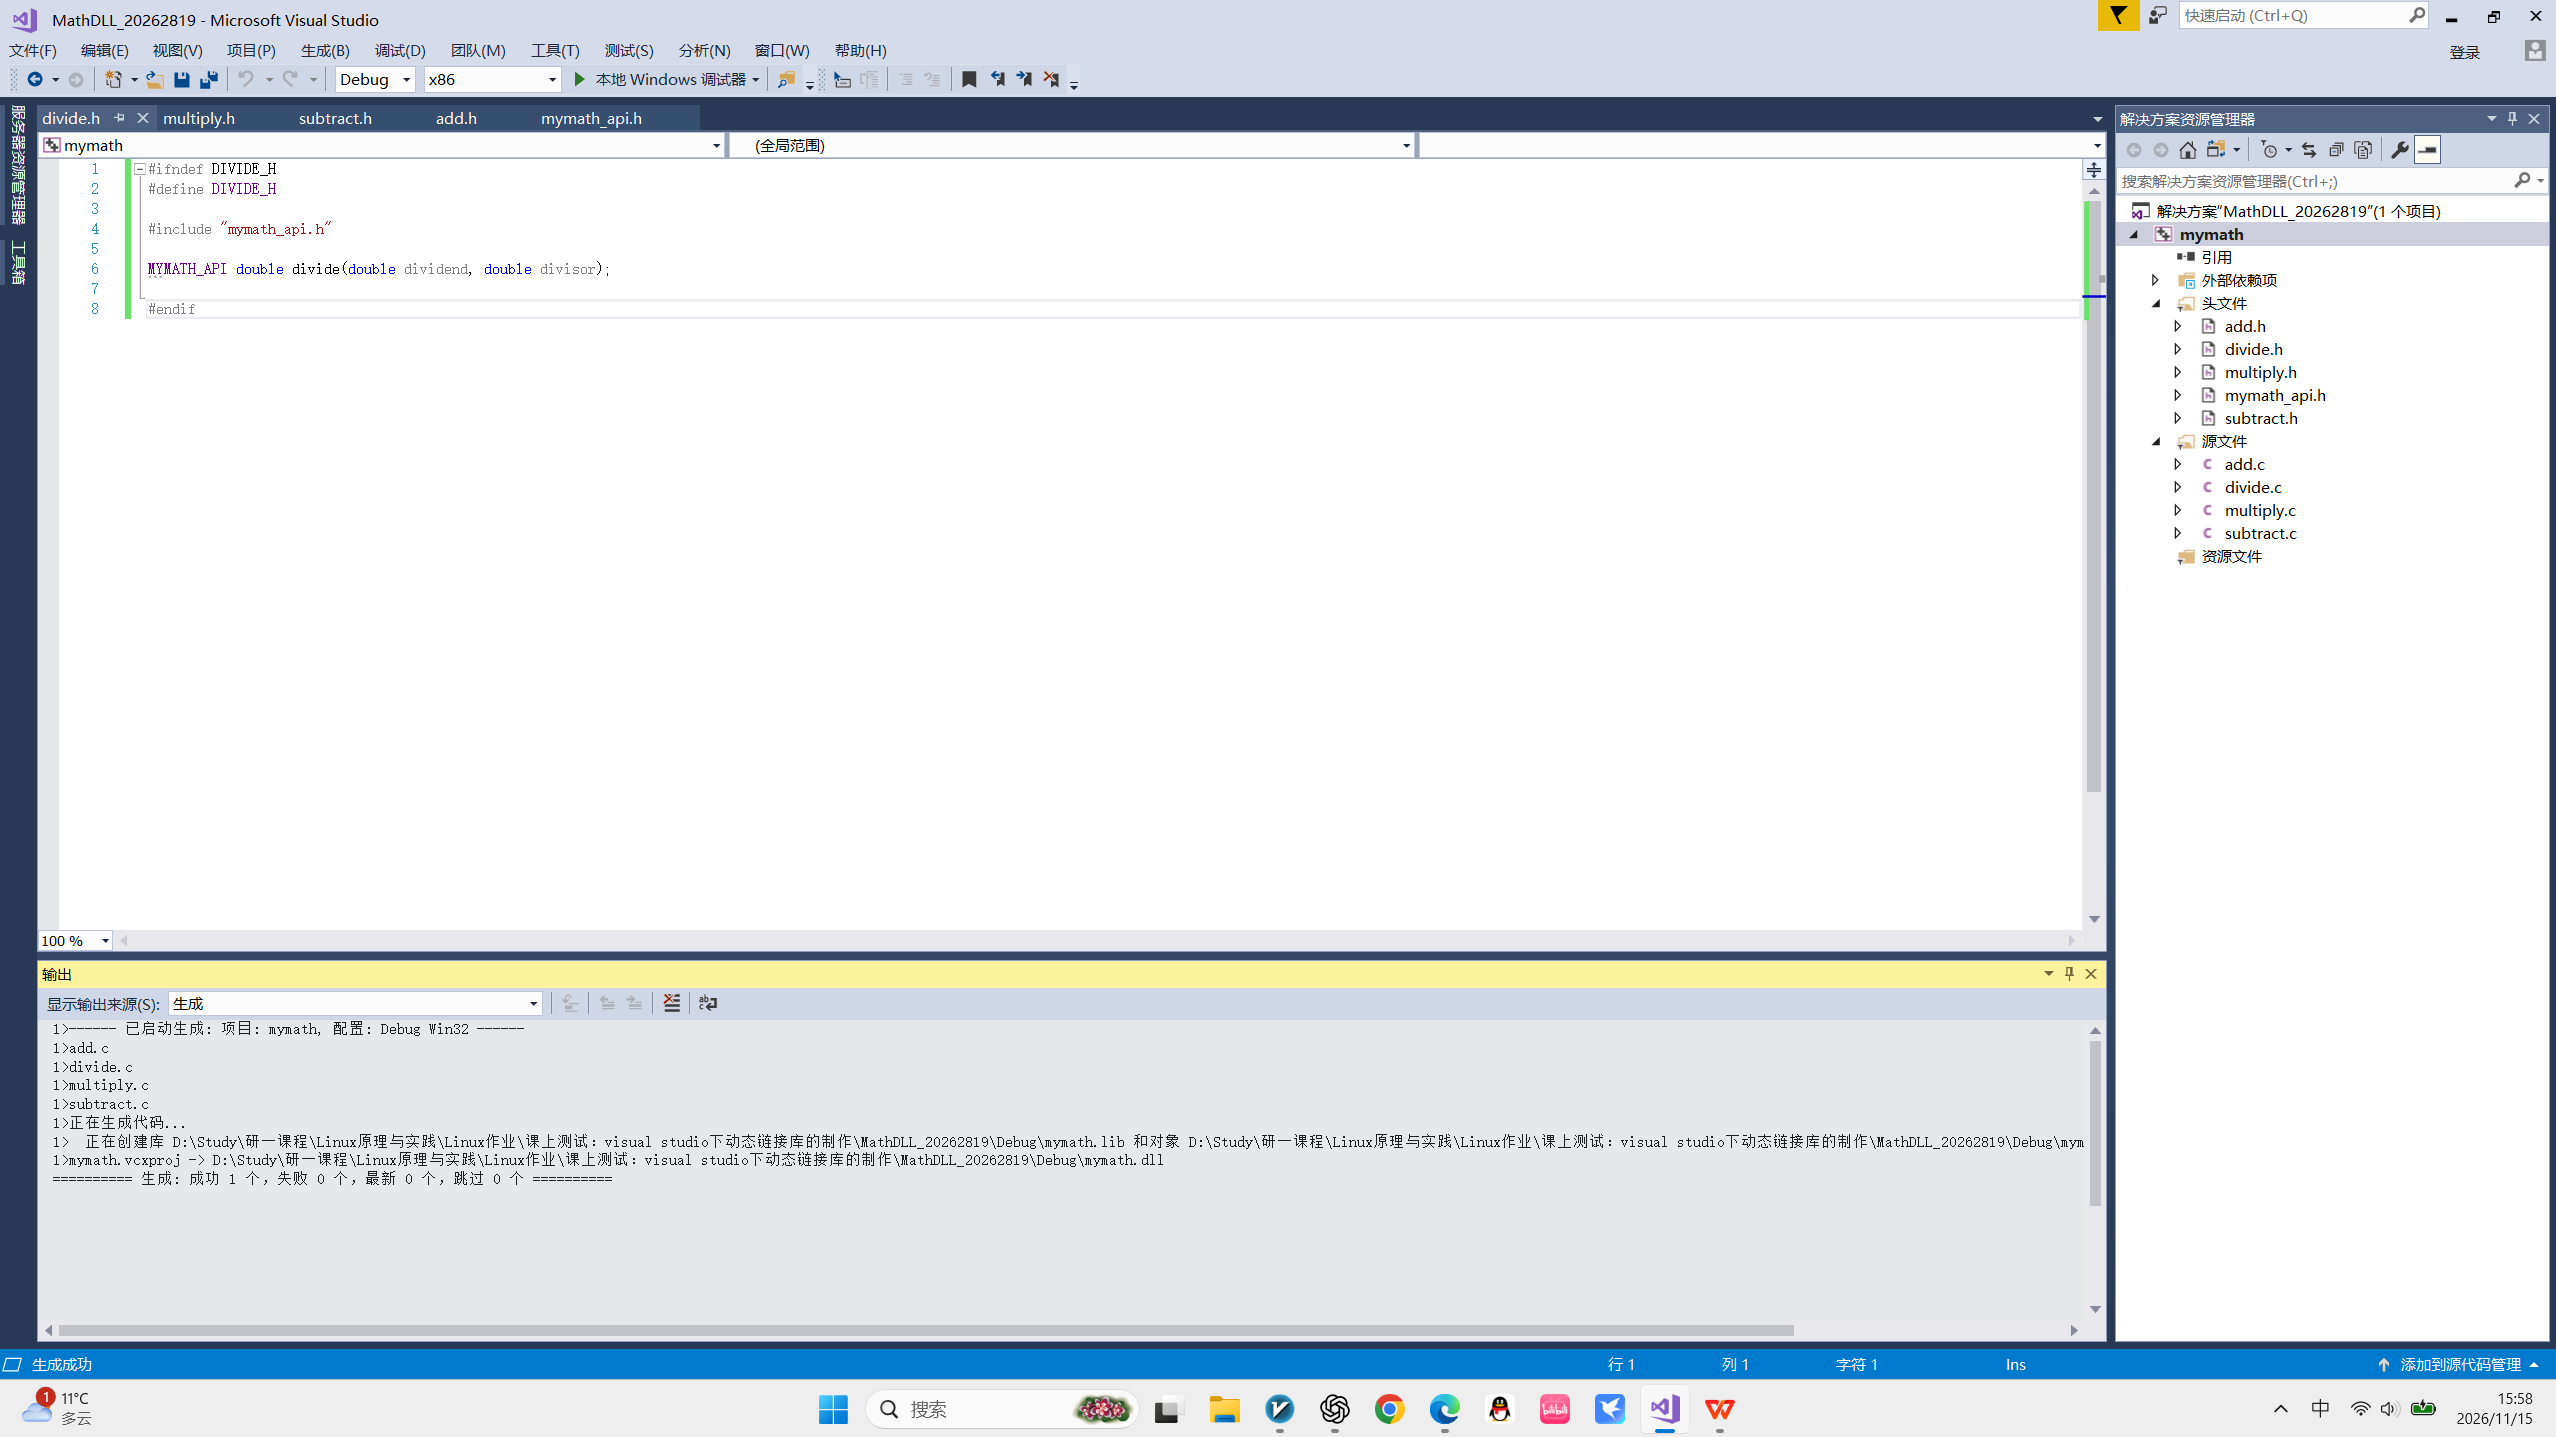 MathDLL_20262819 - Microsoft Visual Studio
快速启动 (Ctrl+Q)
文件(F) 编辑(E) 视图(V) 项目(P) 生成(B) 调试(D) 团队(M) 工具(T) 测试(S) 分析(N) 窗口(W) 帮助(H)
登录
Debug x86 本地 Windows 调试器
服务器资源管理器
工具箱
divide.h multiply.h subtract.h add.h mymath_api.h
mymath (全局范围)
1 #ifndef DIVIDE_H
2 #define DIVIDE_H
3
4 #include "mymath_api.h"
5
6 MYMATH_API double divide(double dividend, double divisor);
7
8 #endif
100 %
解决方案资源管理器
搜索解决方案资源管理器(Ctrl+;)
解决方案“MathDLL_20262819”(1 个项目)
mymath
引用
外部依赖项
头文件
add.h
divide.h
multiply.h
mymath_api.h
subtract.h
源文件
add.c
divide.c
multiply.c
subtract.c
资源文件
输出
显示输出来源(S): 生成
1>------ 已启动生成: 项目: mymath, 配置: Debug Win32 ------
1>add.c
1>divide.c
1>multiply.c
1>subtract.c
1>正在生成代码...
1>  正在创建库 D:\Study\研一课程\Linux原理与实践\Linux作业\课上测试：visual studio下动态链接库的制作\MathDLL_20262819\Debug\mymath.lib 和对象 D:\Study\研一课程\Linux原理与实践\Linux作业\课上测试：visual studio下动态链接库的制作\MathDLL_20262819\Debug\mym
1>mymath.vcxproj -> D:\Study\研一课程\Linux原理与实践\Linux作业\课上测试：visual studio下动态链接库的制作\MathDLL_20262819\Debug\mymath.dll
========== 生成: 成功 1 个，失败 0 个，最新 0 个，跳过 0 个 ==========
生成成功 行 1 列 1 字符 1 Ins 添加到源代码管理
1 11°C
多云
搜索
bilibili
中
15:58
2026/11/15